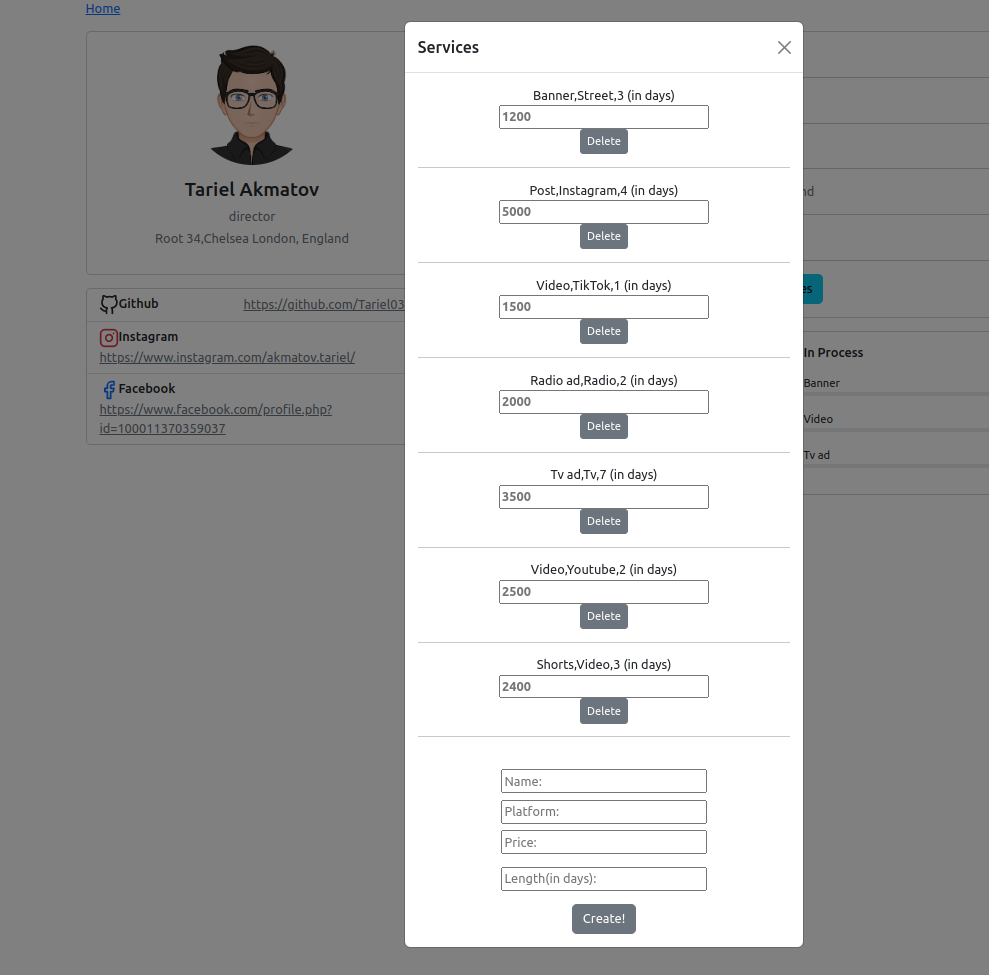 Home
Tariel Akmatov
director
Root 34,Chelsea London, England
Github
https://github.com/Tariel03
Instagram
https://www.instagram.com/akmatov.tariel/
Facebook
https://www.facebook.com/profile.php?
id=100011370359037
Services
Banner,Street,3 (in days)
1200
Delete
Post,Instagram,4 (in days)
5000
Delete
Video,TikTok,1 (in days)
1500
Delete
Radio ad,Radio,2 (in days)
2000
Delete
Tv ad,Tv,7 (in days)
3500
Delete
Video,Youtube,2 (in days)
2500
Delete
Shorts,Video,3 (in days)
2400
Delete
Name:
Platform:
Price:
Length(in days):
Create!
In Process
Banner
Video
Tv ad